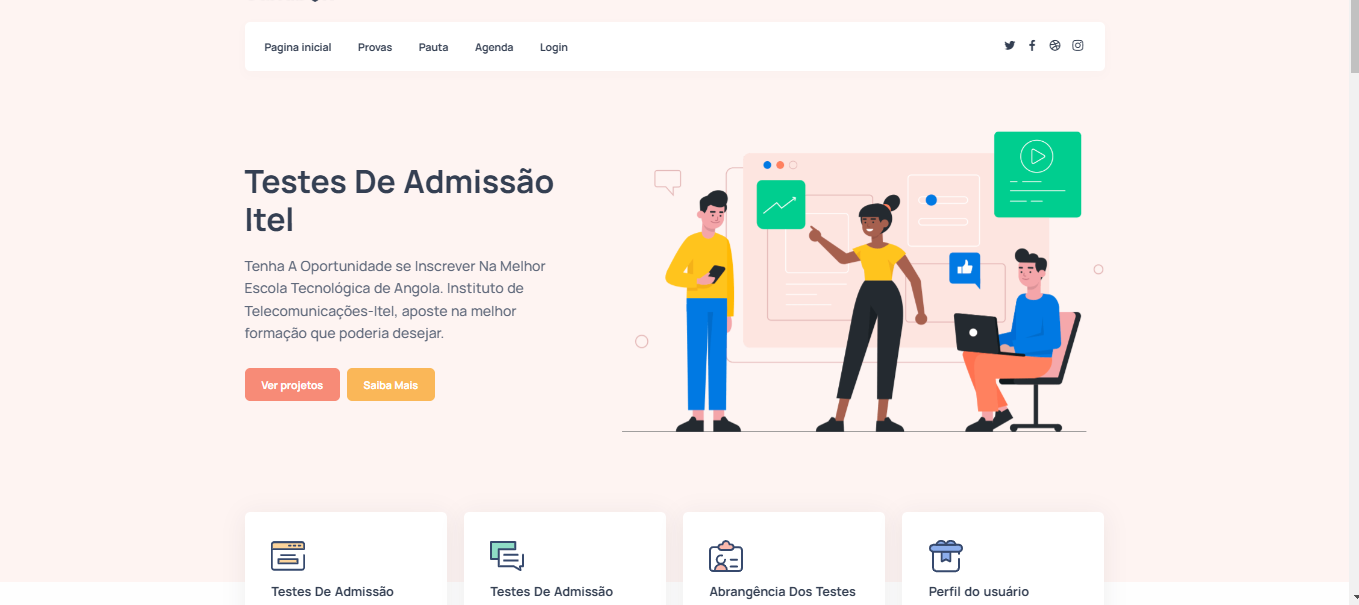 Pagina inicial Provas Pauta Agenda Login
Testes De Admissão
Itel
Tenha A Oportunidade se Inscrever Na Melhor
Escola Tecnológica de Angola. Instituto de
Telecomunicações-Itel, aposte na melhor
formação que poderia desejar.
Ver projetos Saiba Mais
Testes De Admissão Testes De Admissão Abrangência Dos Testes Perfil do usuário